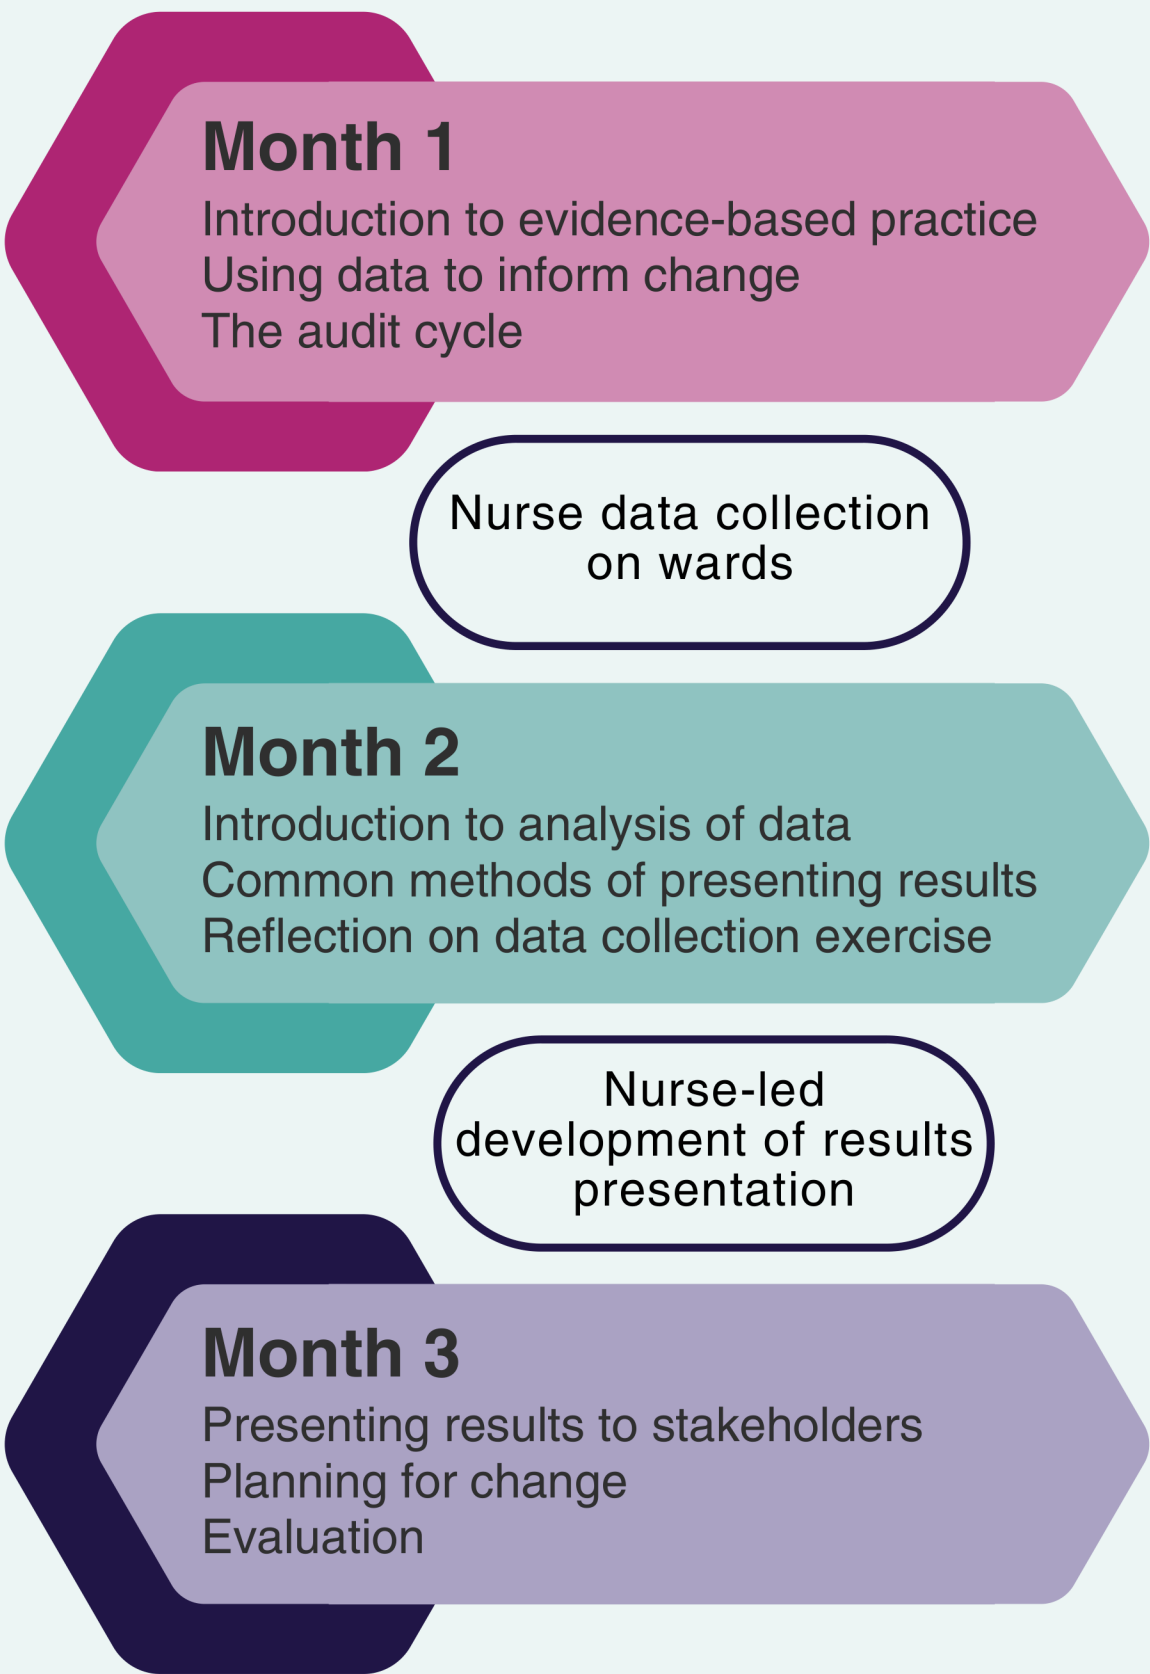 Month 1
Introduction to evidence-based practice
Using data to inform change
The audit cycle
Nurse data collection
on wards
Month 2
Introduction to analysis of data
Common methods of presenting results
Reflection on data collection exercise
Nurse-led
development of results
presentation
Month 3
Presenting results to stakeholders
Planning for change
Evaluation